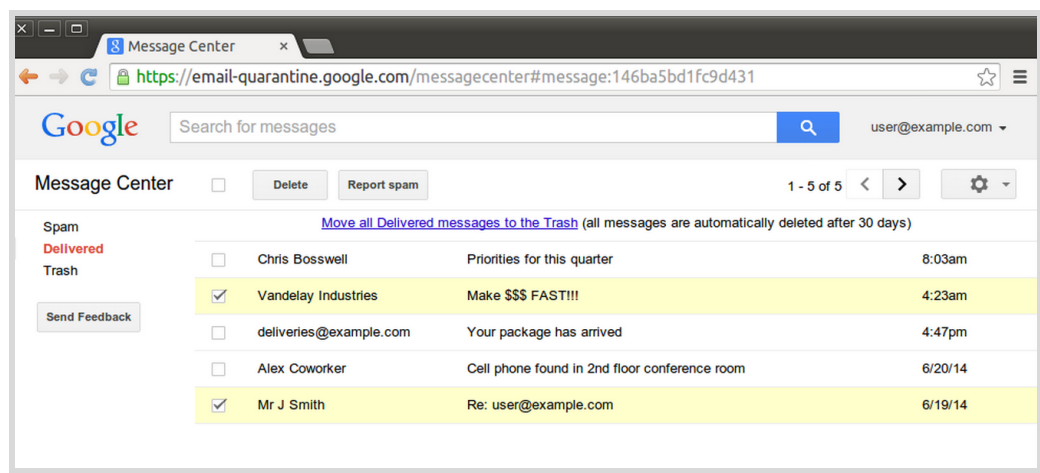 Message Center
https://email-quarantine.google.com/messagecenter#message:146ba5bd1fc9d431
Google Search for messages user@example.com
Message Center Delete Report spam 1 - 5 of 5
Spam
Delivered
Trash
Send Feedback
Move all Delivered messages to the Trash (all messages are automatically deleted after 30 days)
Chris Bosswell Priorities for this quarter 8:03am
Vandelay Industries Make $$$ FAST!!! 4:23am
deliveries@example.com Your package has arrived 4:47pm
Alex Coworker Cell phone found in 2nd floor conference room 6/20/14
Mr J Smith Re: user@example.com 6/19/14